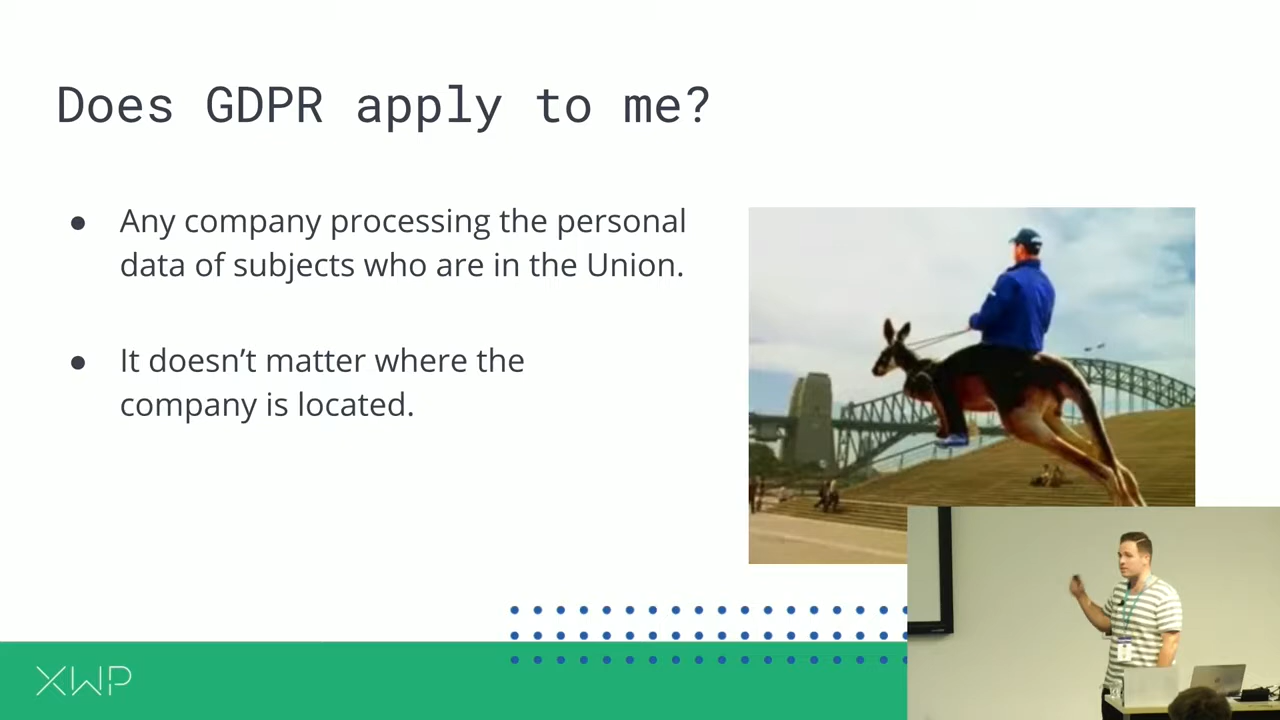 Does GDPR apply to me?
● Any company processing the personal
data of subjects who are in the Union.
● It doesn’t matter where the
company is located.
XWP